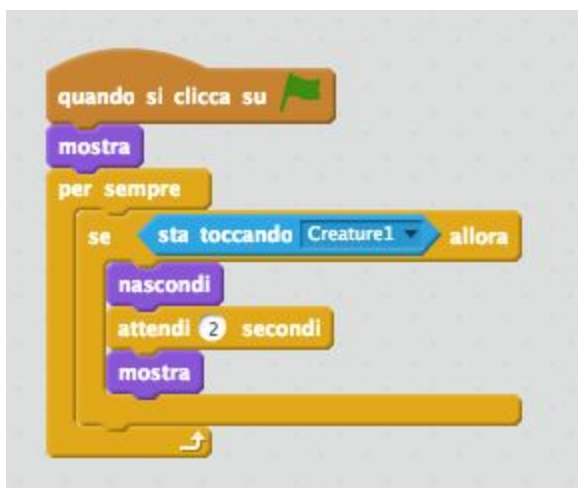 quando si clicca su
mostra
per sempre
se sta toccando Creature1 allora
nascondi
attendi 2 secondi
mostra